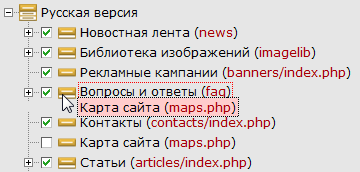 Русская версия
Новостная лента (news)
Библиотека изображений (imagelib)
Рекламные кампании (banners/index.php)
Вопросы и ответы (faq)
Карта сайта (maps.php)
Контакты (contacts/index.php)
Карта сайта (maps.php)
Статьи (articles/index.php)